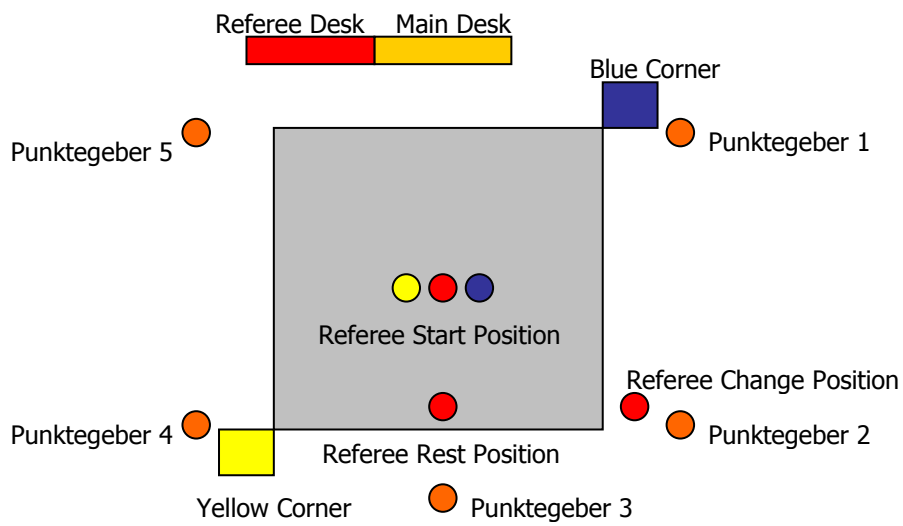 Referee Desk
Main Desk
Blue Corner
Punktegeber 5
Punktegeber 1
Referee Start Position
Referee Change Position
Punktegeber 4
Punktegeber 2
Referee Rest Position
Yellow Corner
Punktegeber 3